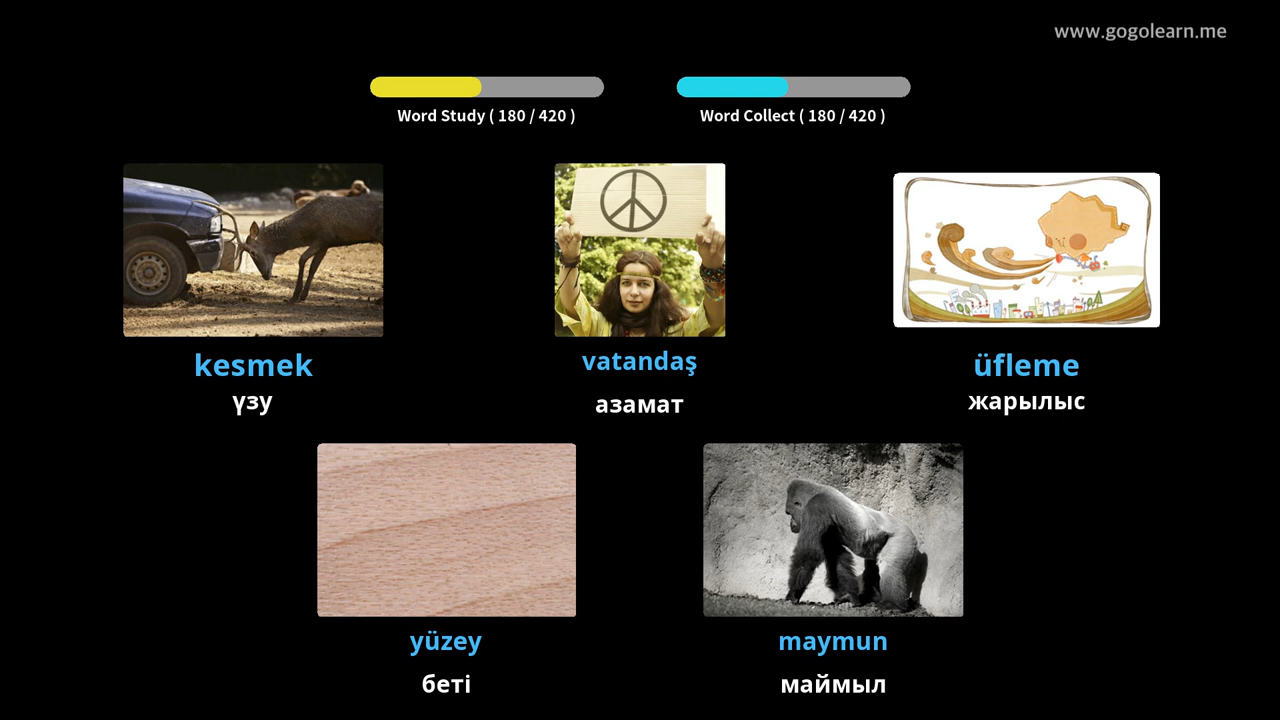 www.gogolearn.me
Word Study ( 180 / 420 )
Word Collect ( 180 / 420 )
kesmek
үзу
vatandaş
азамат
üfleme
жарылыс
yüzey
беті
maymun
маймыл